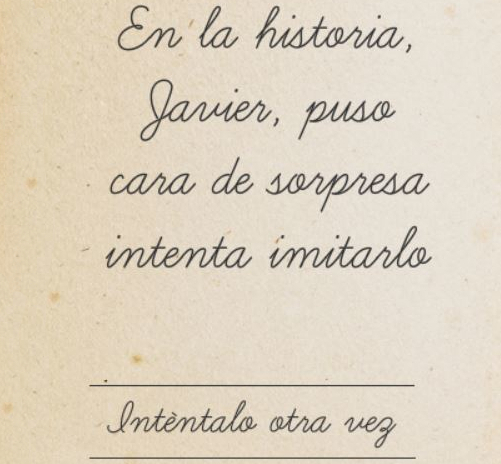 En la historia,
Javier, puso
cara de sorpresa
intenta imitarlo
Intèntalo otra vez